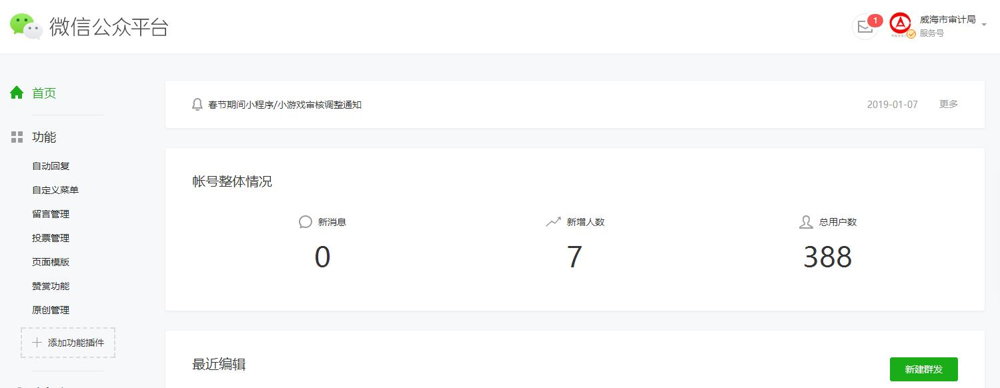 微信公众平台
1
威海市审计局
服务号
首页
春节期间小程序/小游戏审核调整通知
2019-01-07
更多
功能
自动回复
自定义菜单
留言管理
投票管理
页面模版
赞赏功能
原创管理
添加功能插件
帐号整体情况
新消息
0
新增人数
7
总用户数
388
最近编辑
新建群发